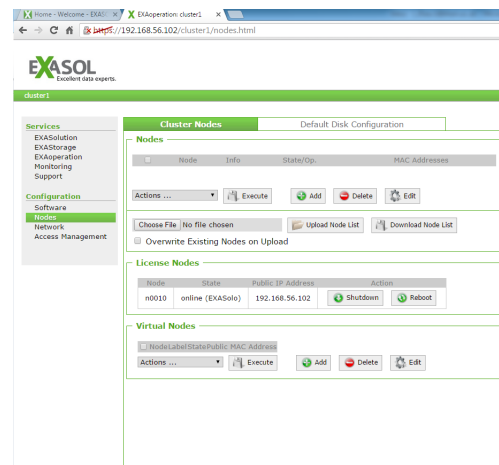 Home - Welcome - EXAS
EXAoperation: cluster1
https://192.168.56.102/cluster1/nodes.html
EXASOL
Excellent data experts.
cluster1
Services
EXASolution
EXAStorage
EXAoperation
Monitoring
Support
Configuration
Software
Nodes
Network
Access Management
Cluster Nodes Default Disk Configuration
Nodes
Node Info State/Op. MAC Addresses
Actions ... Execute Add Delete Edit
Choose File No file chosen Upload Node List Download Node List
Overwrite Existing Nodes on Upload
License Nodes
Node State Public IP Address Action
n0010 online (EXASolo) 192.168.56.102 Shutdown Reboot
Virtual Nodes
NodeLabelStatePublic MAC Address
Actions ... Execute Add Delete Edit